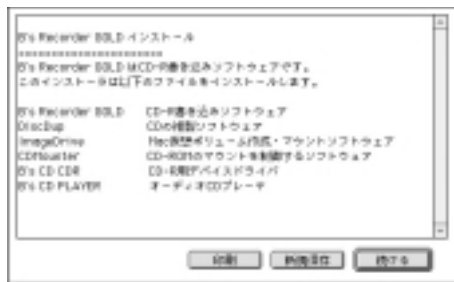 B's Recorder GOLD インストール
=======================
B's Recorder GOLD はCD-R書き込みソフトウェアです。
このインストーラは以下のファイルをインストールします。
B's Recorder GOLD CD-R書き込みソフトウェア
DiscDup CDの複製ソフトウェア
ImageDrive Mac仮想ボリューム作成・マウントソフトウェア
CDMounter CD-ROMのマウントを制御するソフトウェア
B's CD CDR CD-R用デバイスドライバ
B's CD PLAYER オーディオCDプレーヤ
印刷 新規保存 続ける